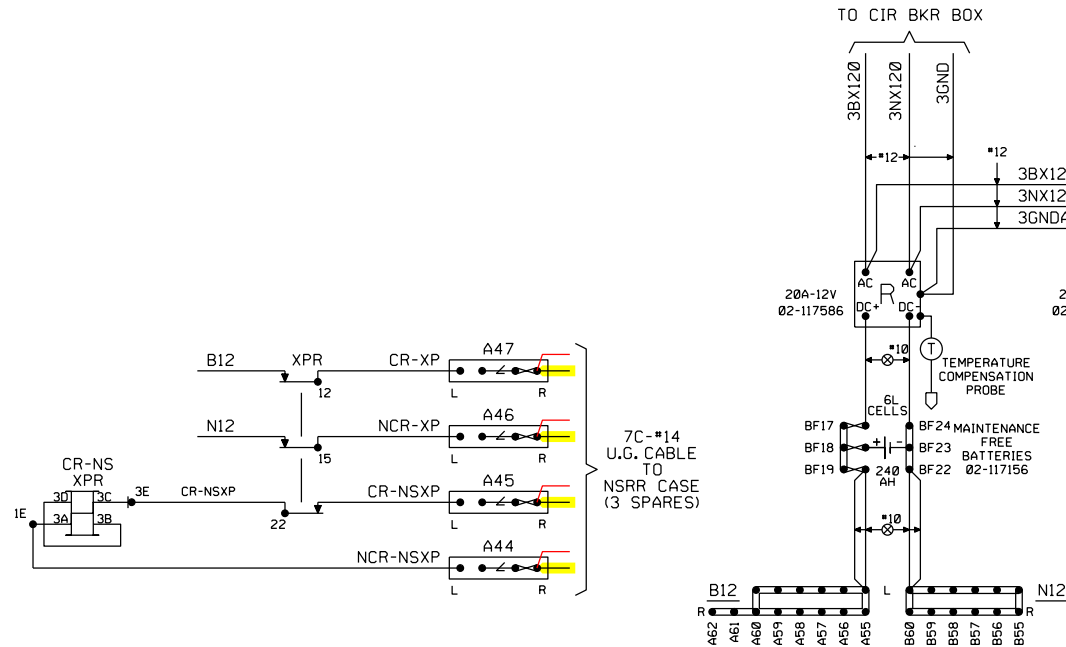 TO CIR BKR BOX
3BX120
3NX120
3GND
#12
#12
3BX12
3NX12
3GNDA
AC
AC
R
20A-12V
02-117586
DC+
DC-
2
02
#10
T
TEMPERATURE
COMPENSATION
PROBE
6L
CELLS
BF17
BF24
MAINTENANCE
FREE
BATTERIES
02-117156
BF18
+
-
BF23
BF19
240
AH
BF22
#10
B12
L
N12
R
R
A62
A61
A60
A59
A58
A57
A56
A55
B60
B59
B58
B57
B56
B55
B12
XPR
CR-XP
A47
12
L
R
N12
NCR-XP
A46
15
L
R
7C-#14
U.G. CABLE
TO
NSRR CASE
(3 SPARES)
CR-NS
XPR
3D
3C
3E
CR-NSXP
CR-NSXP
A45
22
L
R
1E
3A
3B
NCR-NSXP
A44
L
R